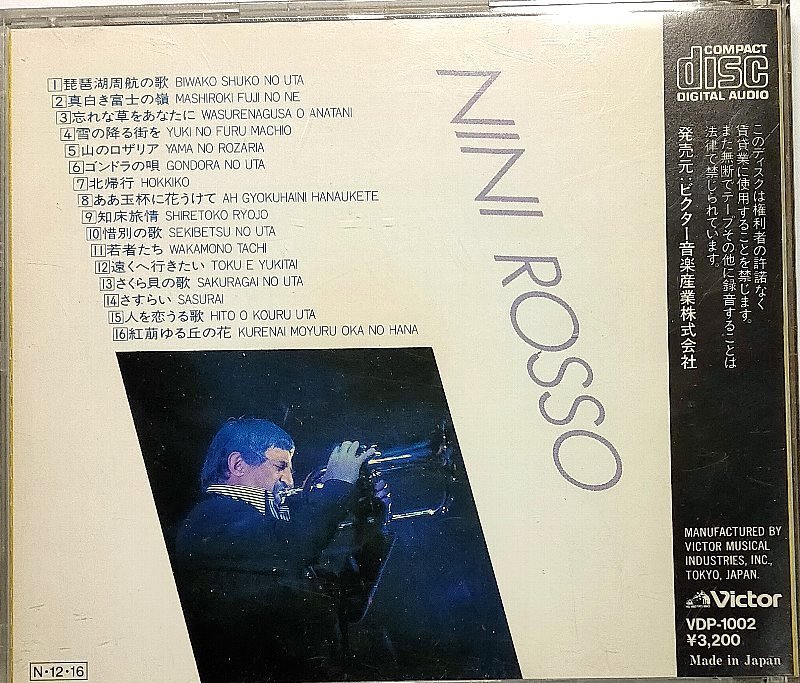 1 琵琶湖周航の歌 BIWAKO SHUKO NO UTA
2 真白き富士の嶺 MASHIROKI FUJI NO NE
3 忘れな草をあなたに WASURENAGUSA O ANATANI
4 雪の降る街を YUKI NO FURU MACHIO
5 山のロザリア YAMA NO ROZARIA
6 ゴンドラの唄 GONDORA NO UTA
7 北帰行 HOKKIKO
8 ああ玉杯に花うけて AH GYOKUHAINI HANAUKETE
9 知床旅情 SHIRETOKO RYOJO
10 惜別の歌 SEKIBETSU NO UTA
11 若者たち WAKAMONO TACHI
12 遠くへ行きたい TOKU E YUKITAI
13 さくら貝の歌 SAKURAGAI NO UTA
14 さすらい SASURAI
15 人を恋うる歌 HITO O KOURU UTA
16 紅萠ゆる丘の花 KURENAI MOYURU OKA NO HANA
NINI ROSSO
COMPACT
disc
DIGITAL AUDIO
このディスクは権利者の許諾なく
賃貸業に使用することを禁じます。
また無断でテープその他に録音することは
法律で禁じられています。
発売元:ビクター音楽産業株式会社
MANUFACTURED BY
VICTOR MUSICAL
INDUSTRIES, INC.,
TOKYO, JAPAN.
Victor
VDP-1002
¥3,200
Made in Japan
N・12・16